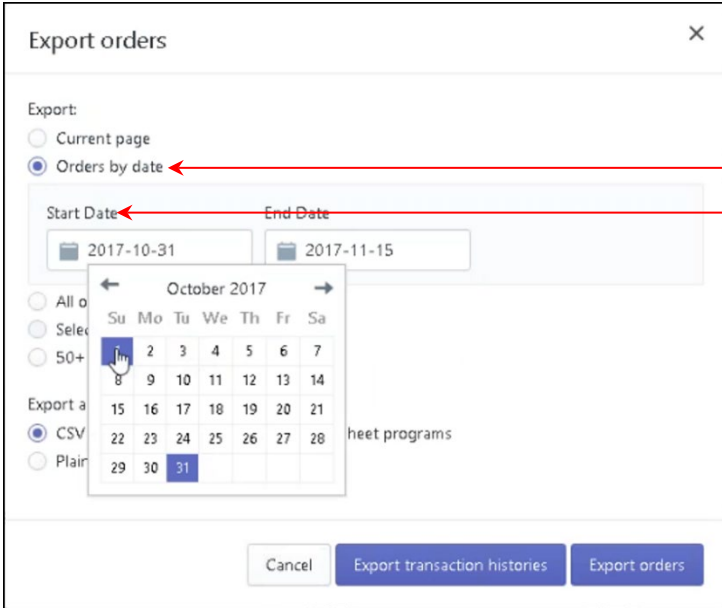 Export orders
Export:
Current page
Orders by date
Start Date End Date
2017-10-31 2017-11-15
October 2017
Su Mo Tu We Th Fr Sa
1 2 3 4 5 6 7
8 9 10 11 12 13 14
15 16 17 18 19 20 21
22 23 24 25 26 27 28
29 30 31
All
50+
Export
CSV programs
Cancel Export transaction histories Export orders